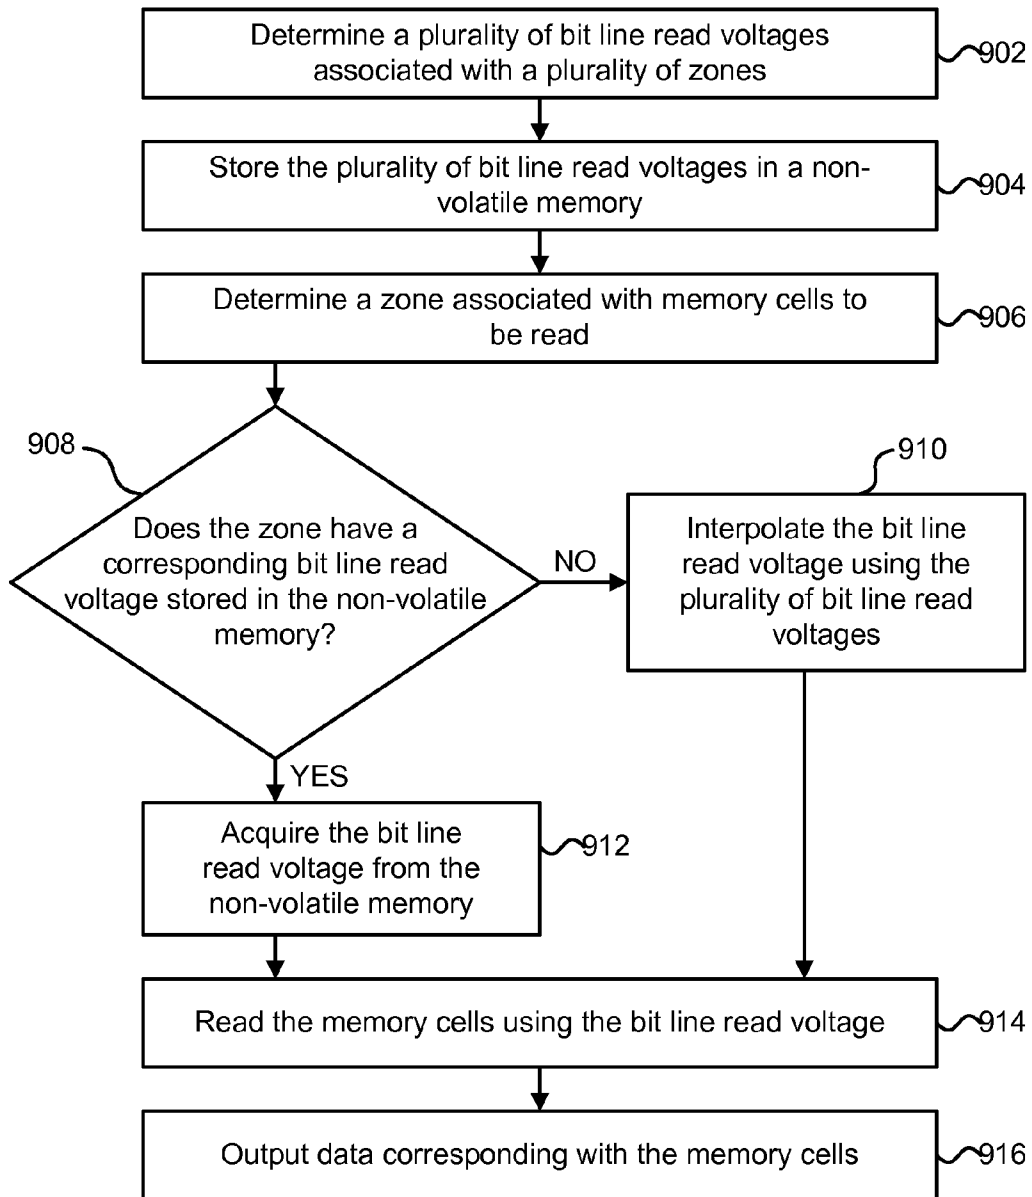 Determine a plurality of bit line read voltages
associated with a plurality of zones
902
Store the plurality of bit line read voltages in a non-
volatile memory
904
Determine a zone associated with memory cells to
be read
906
908
Does the zone have a
corresponding bit line read
voltage stored in the non-volatile
memory?
NO
910
Interpolate the bit line
read voltage using the
plurality of bit line read
voltages
YES
Acquire the bit line
read voltage from the
non-volatile memory
912
Read the memory cells using the bit line read voltage
914
Output data corresponding with the memory cells
916